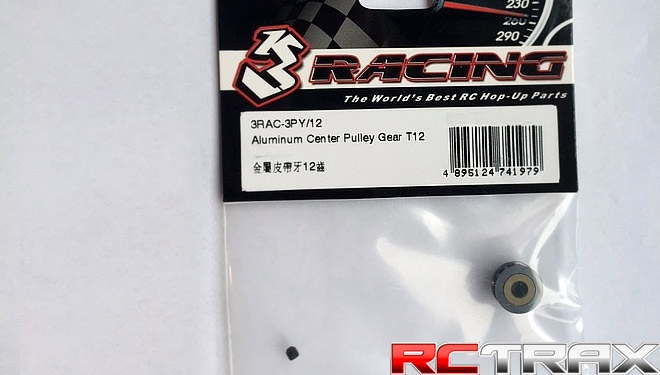 230
260
290
3RACING
The World's Best RC Hop-Up Parts
3RAC-3PY/12
Aluminum Center Pulley Gear T12
金屬皮帶牙12齒
4 895124 741979
RCTRAX